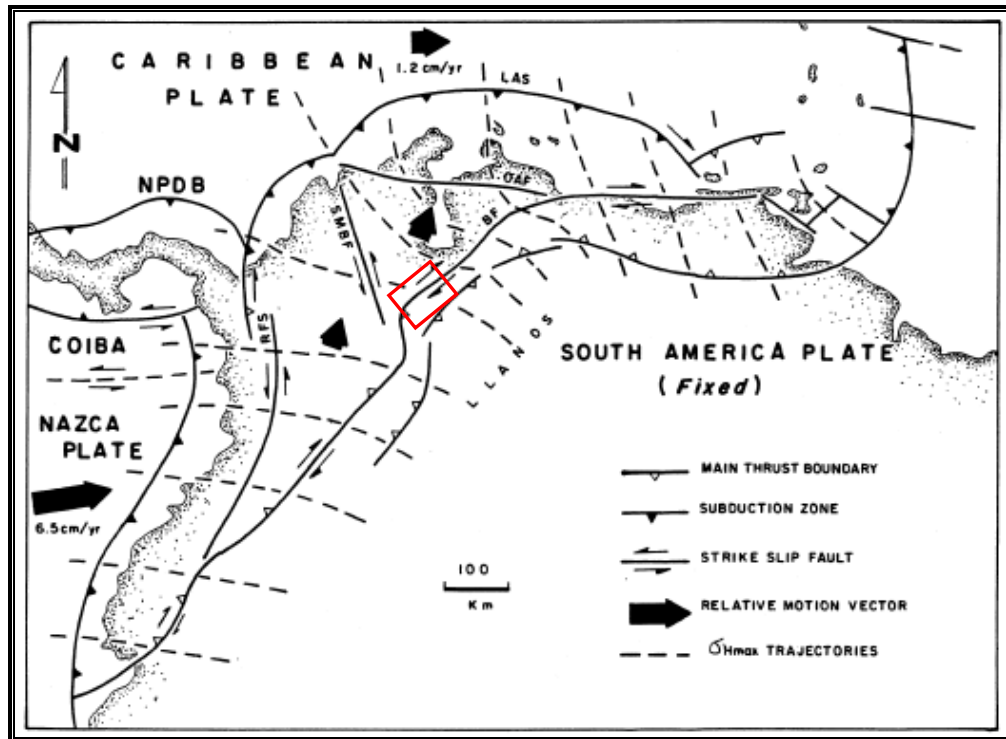 CARIBBEAN
PLATE
1.2 cm/yr
LAS
N
NPDB
OAF
SMBF
BF
RFS
COIBA
LLANOS
SOUTH AMERICA PLATE
(Fixed)
NAZCA
PLATE
6.5cm/yr
100
Km
MAIN THRUST BOUNDARY
SUBDUCTION ZONE
STRIKE SLIP FAULT
RELATIVE MOTION VECTOR
σHmax TRAJECTORIES